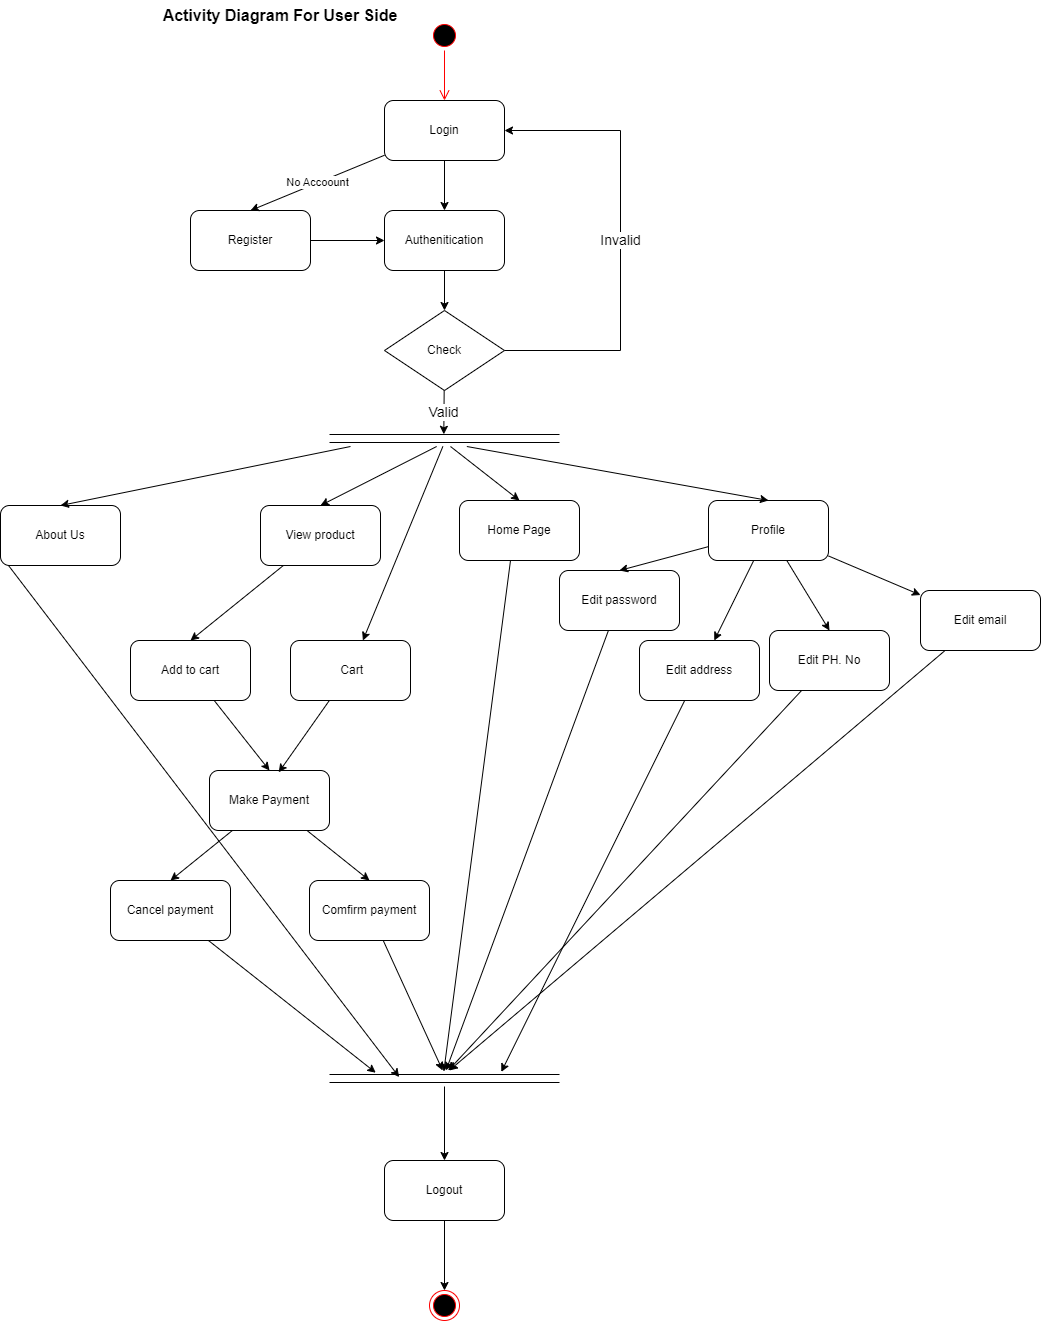 Activity Diagram For User Side
Login
No Accoount
Register
Authenitication
Invalid
Check
Valid
About Us
View product
Home Page
Profile
Edit password
Edit email
Add to cart
Cart
Edit address
Edit PH. No
Make Payment
Cancel payment
Comfirm payment
Logout